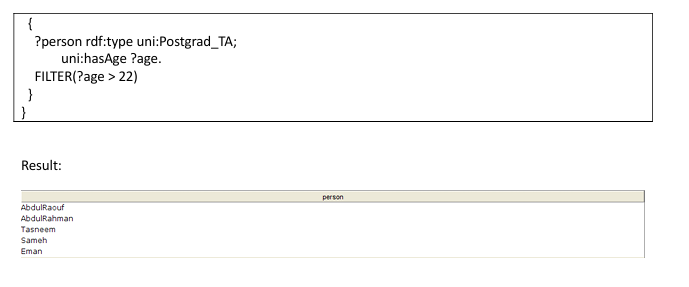 {
?person rdf:type uni:Postgrad_TA;
uni:hasAge ?age.
FILTER(?age > 22)
}
}
Result:
person
AbdulRaouf
AbdulRahman
Tasneem
Sameh
Eman